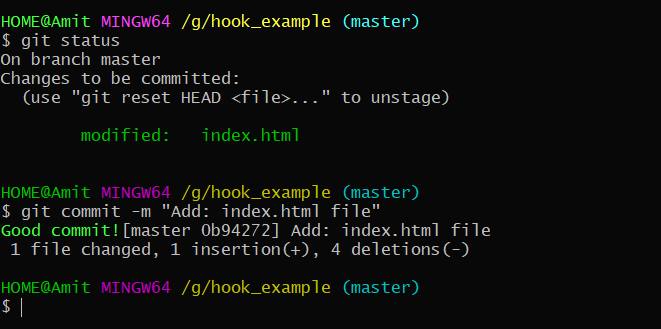 HOME@Amit MINGW64 /g/hook_example (master)
$ git status
On branch master
Changes to be committed:
  (use "git reset HEAD <file>..." to unstage)
        modified:   index.html
HOME@Amit MINGW64 /g/hook_example (master)
$ git commit -m "Add: index.html file"
Good commit![master 0b94272] Add: index.html file
 1 file changed, 1 insertion(+), 4 deletions(-)
HOME@Amit MINGW64 /g/hook_example (master)
$